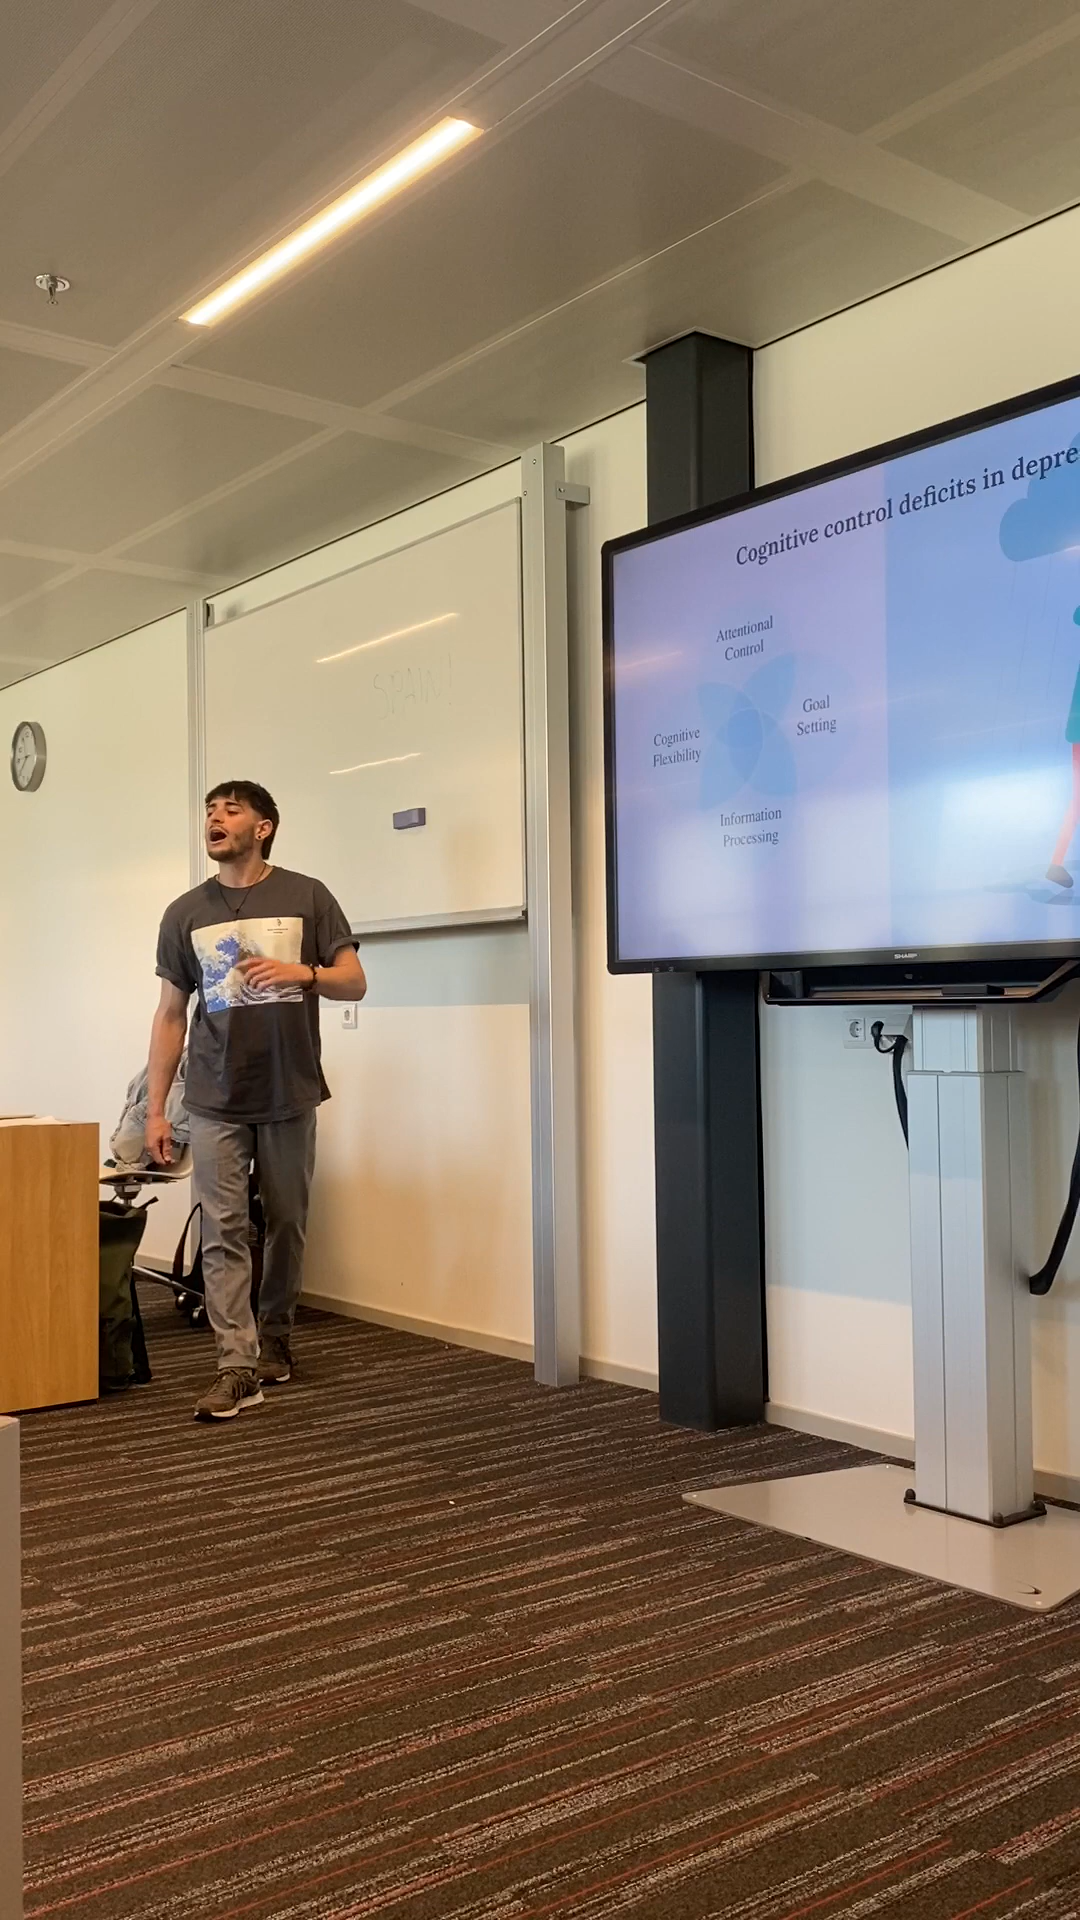 SPAIN!
Cognitive control deficits in depre
Attentional
Control
Goal
Setting
Cognitive
Flexibility
Information
Processing
SHARP